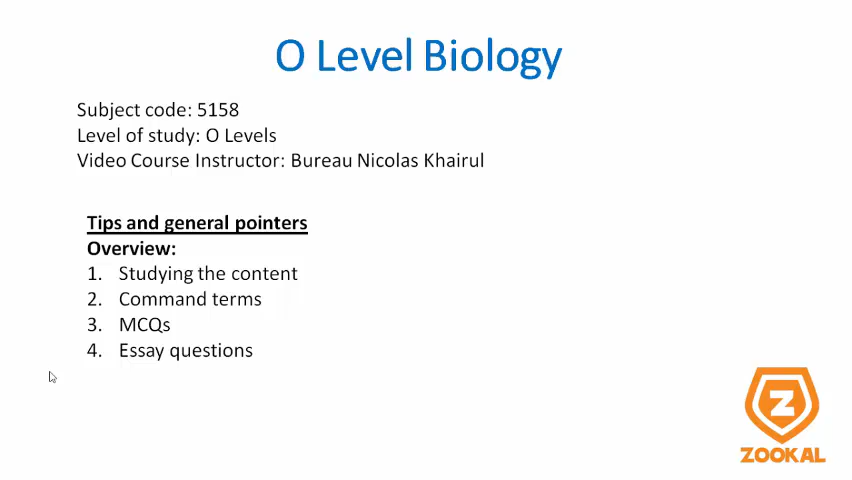 O Level Biology
Subject code: 5158
Level of study: O Levels
Video Course Instructor: Bureau Nicolas Khairul
Tips and general pointers
Overview:
1. Studying the content
2. Command terms
3. MCQs
4. Essay questions
Z
ZOOKAL